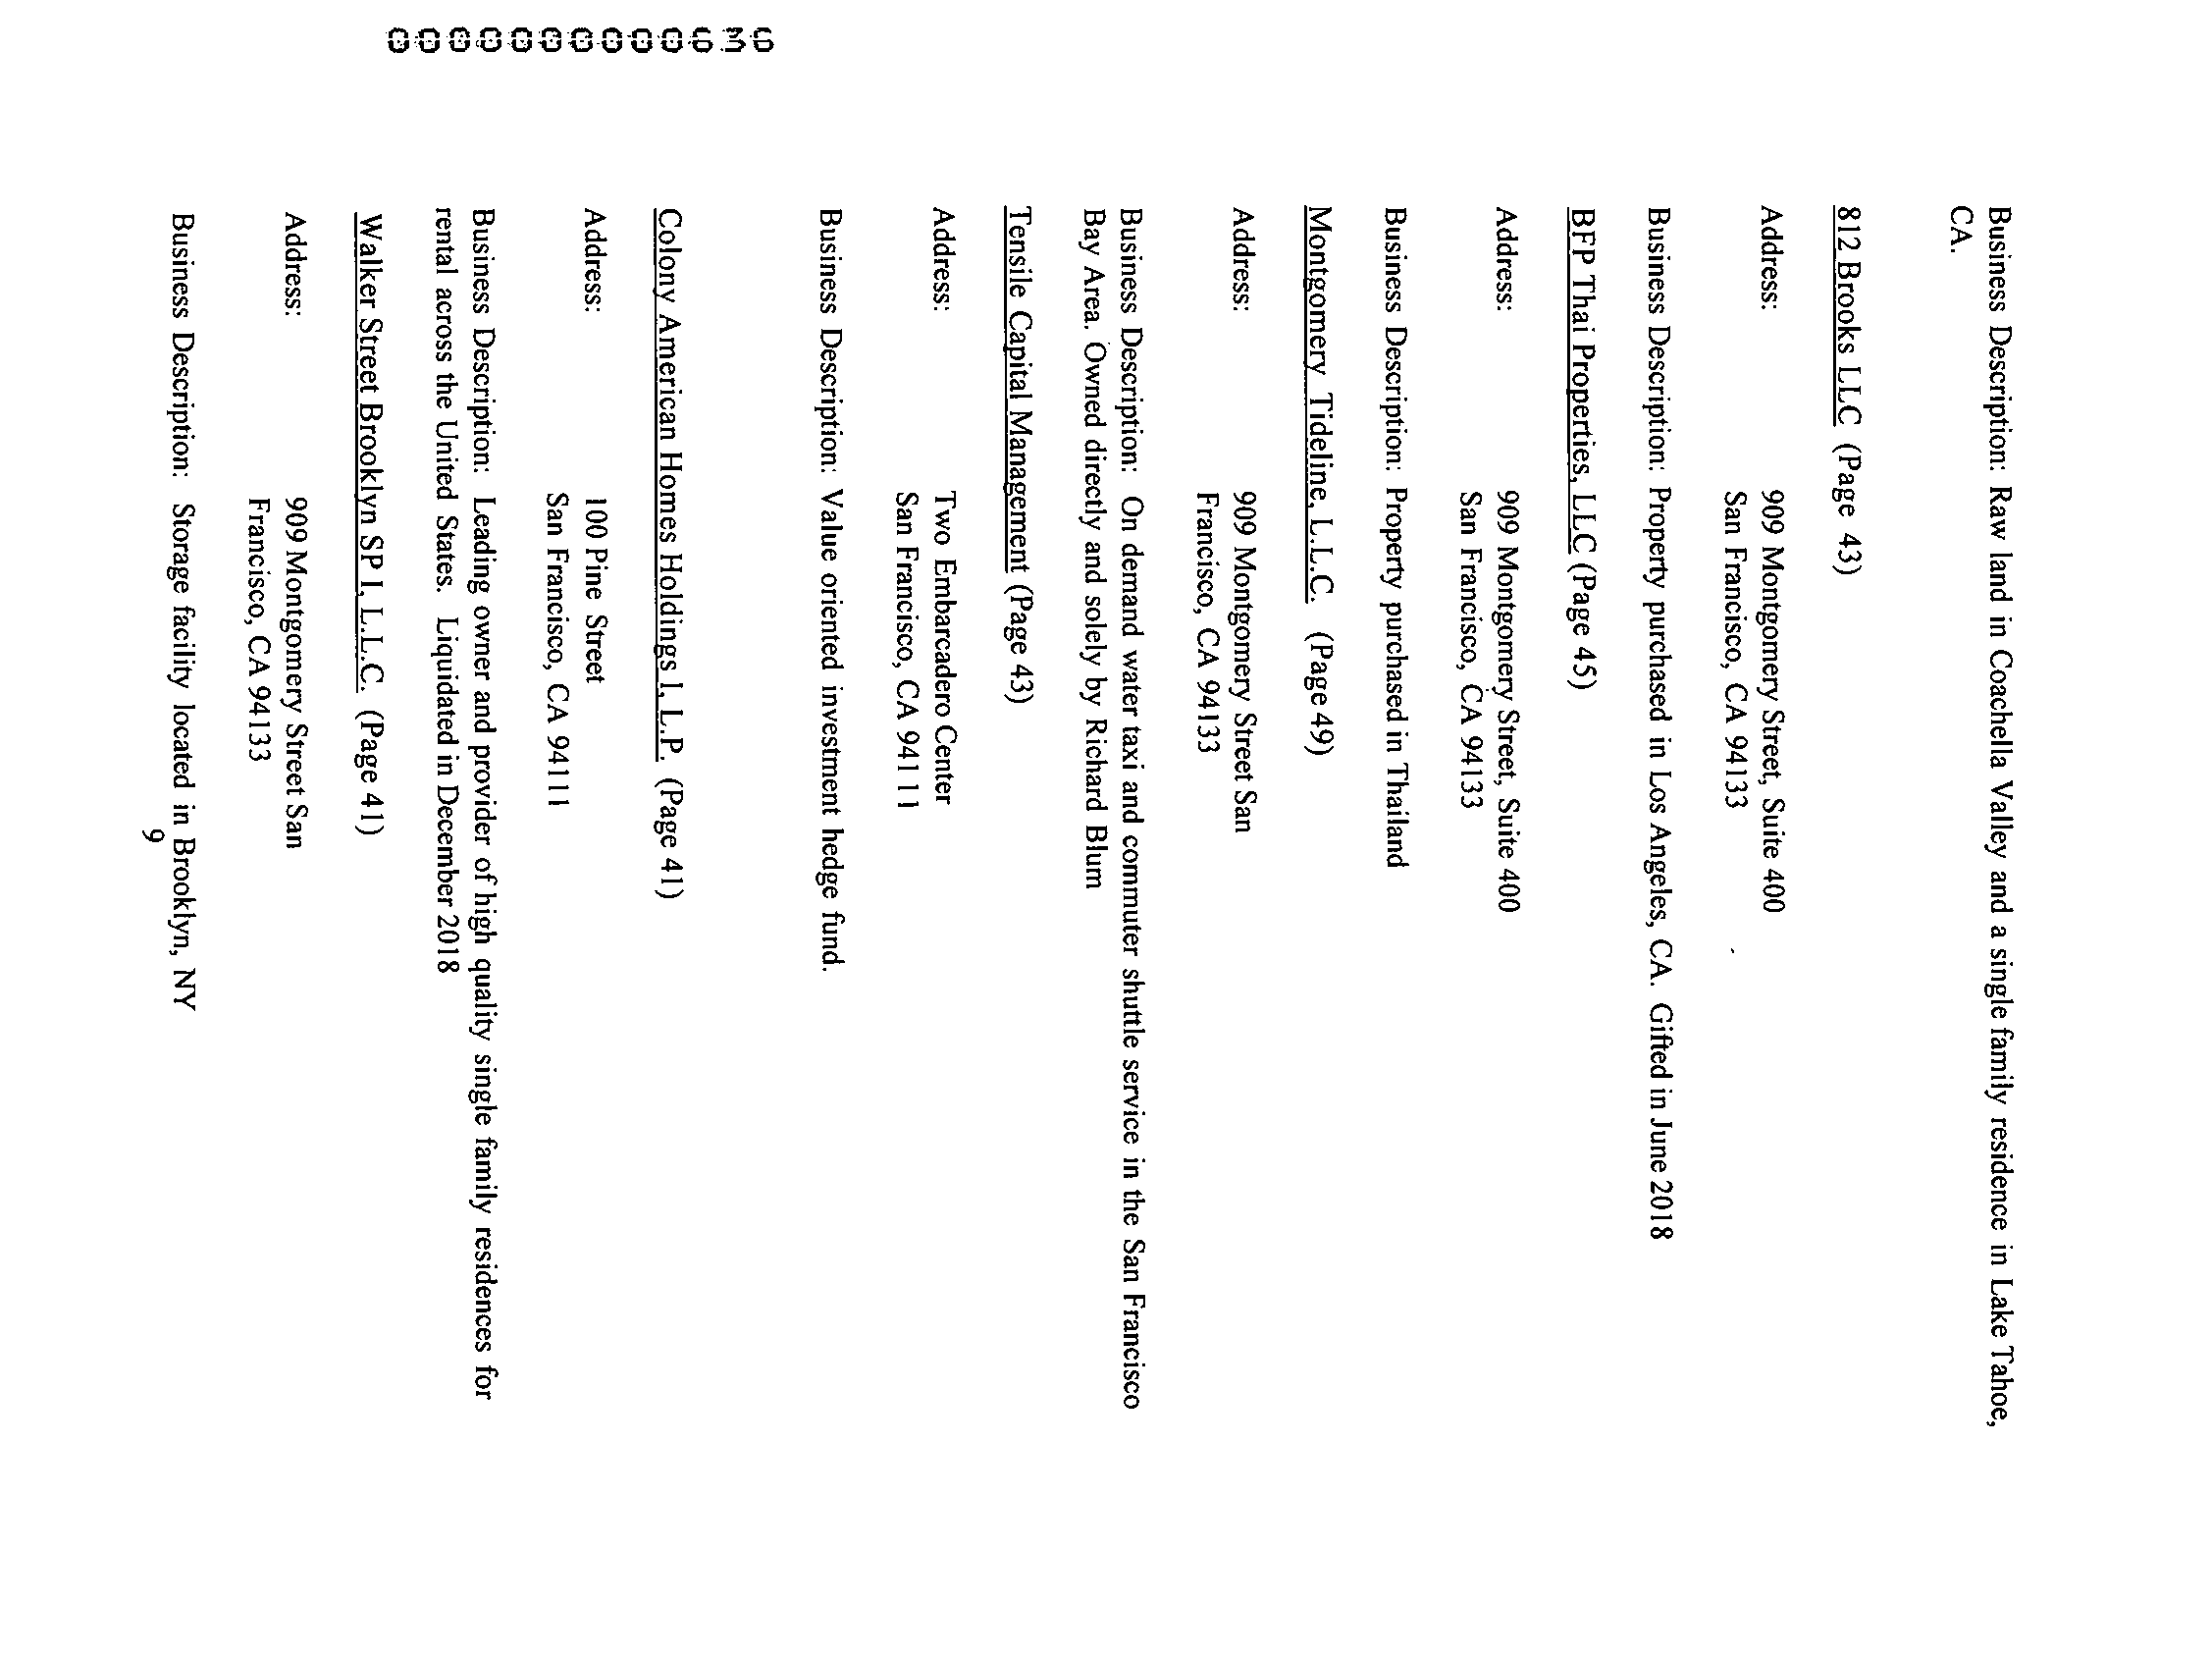 Business Description: Raw land in Coachella Valley and a single family residence in Lake Tahoe,
CA.
812 Brooks LLC (Page 43)
Address: 909 Montgomery Street, Suite 400
San Francisco, CA 94133
Business Description: Property purchased in Los Angeles, CA. Gifted in June 2018
BFP Thai Properties, LLC (Page 45)
Address: 909 Montgomery Street, Suite 400
San Francisco, CA 94133
Business Description: Property purchased in Thailand
Montgomery Tideline, L.L.C. (Page 49)
Address: 909 Montgomery Street San
Francisco, CA 94133
Business Description: On demand water taxi and commuter shuttle service in the San Francisco
Bay Area. Owned directly and solely by Richard Blum
Tensile Capital Management (Page 43)
Address: Two Embarcadero Center
San Francisco, CA 94111
Business Description: Value oriented investment hedge fund.
Colony American Homes Holdings I, L.P. (Page 41)
Address: 100 Pine Street
San Francisco, CA 94111
Business Description: Leading owner and provider of high quality single family residences for
rental across the United States. Liquidated in December 2018
Walker Street Brooklyn SP I, L.L.C. (Page 41)
Address: 909 Montgomery Street San
Francisco, CA 94133
Business Description: Storage facility located in Brooklyn, NY
9